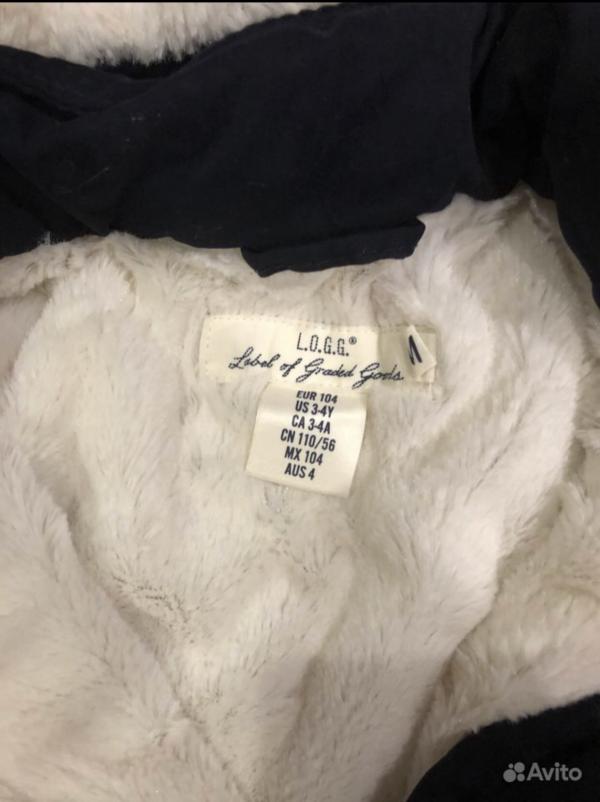 L.O.G.G.®
Label of Graded Goods
EUR 104
US 3-4Y
CA 3-4A
CN 110/56
MX 104
AUS 4
Avito